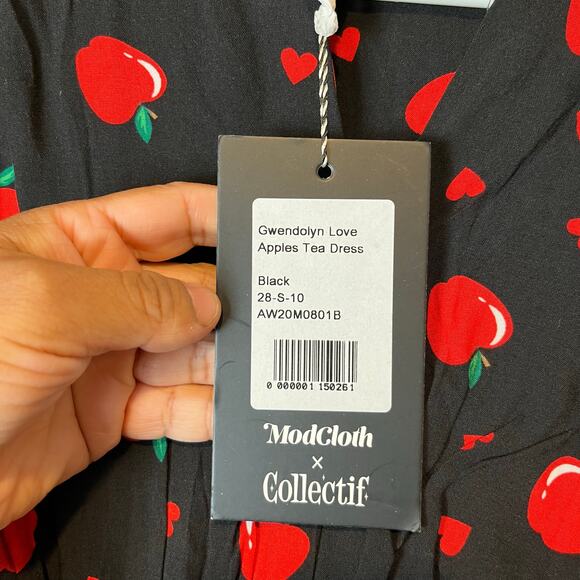 Gwendolyn Love
Apples Tea Dress
Black
28-S-10
AW20M0801B
0 000001 150261
ModCloth
x
Collectif